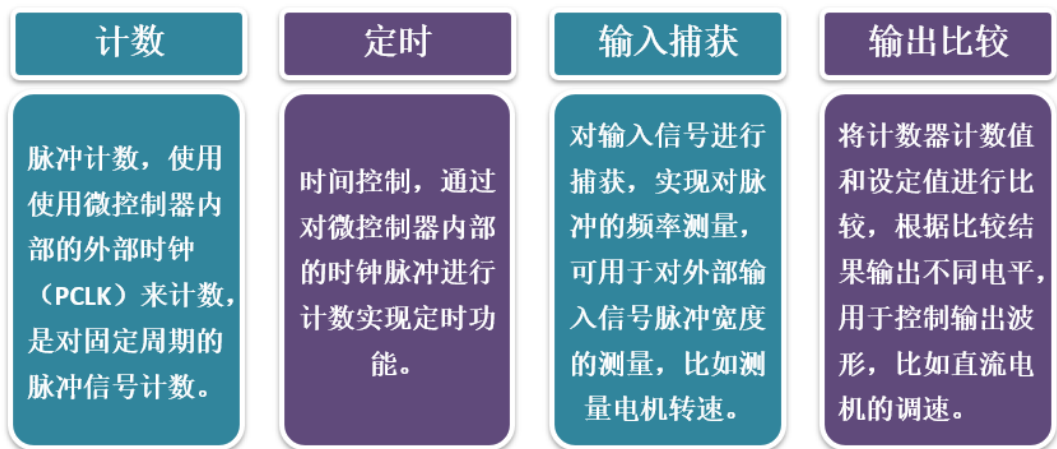 计数
脉冲计数，使用
使用微控制器内
部的外部时钟
（PCLK）来计数，
是对固定周期的
脉冲信号计数。
定时
时间控制，通过
对微控制器内部
的时钟脉冲进行
计数实现定时功
能。
输入捕获
对输入信号进行
捕获，实现对脉
冲的频率测量，
可用于对外部输
入信号脉冲宽度
的测量，比如测
量电机转速。
输出比较
将计数器计数值
和设定值进行比
较，根据比较结
果输出不同电平，
用于控制输出波
形，比如直流电
机的调速。